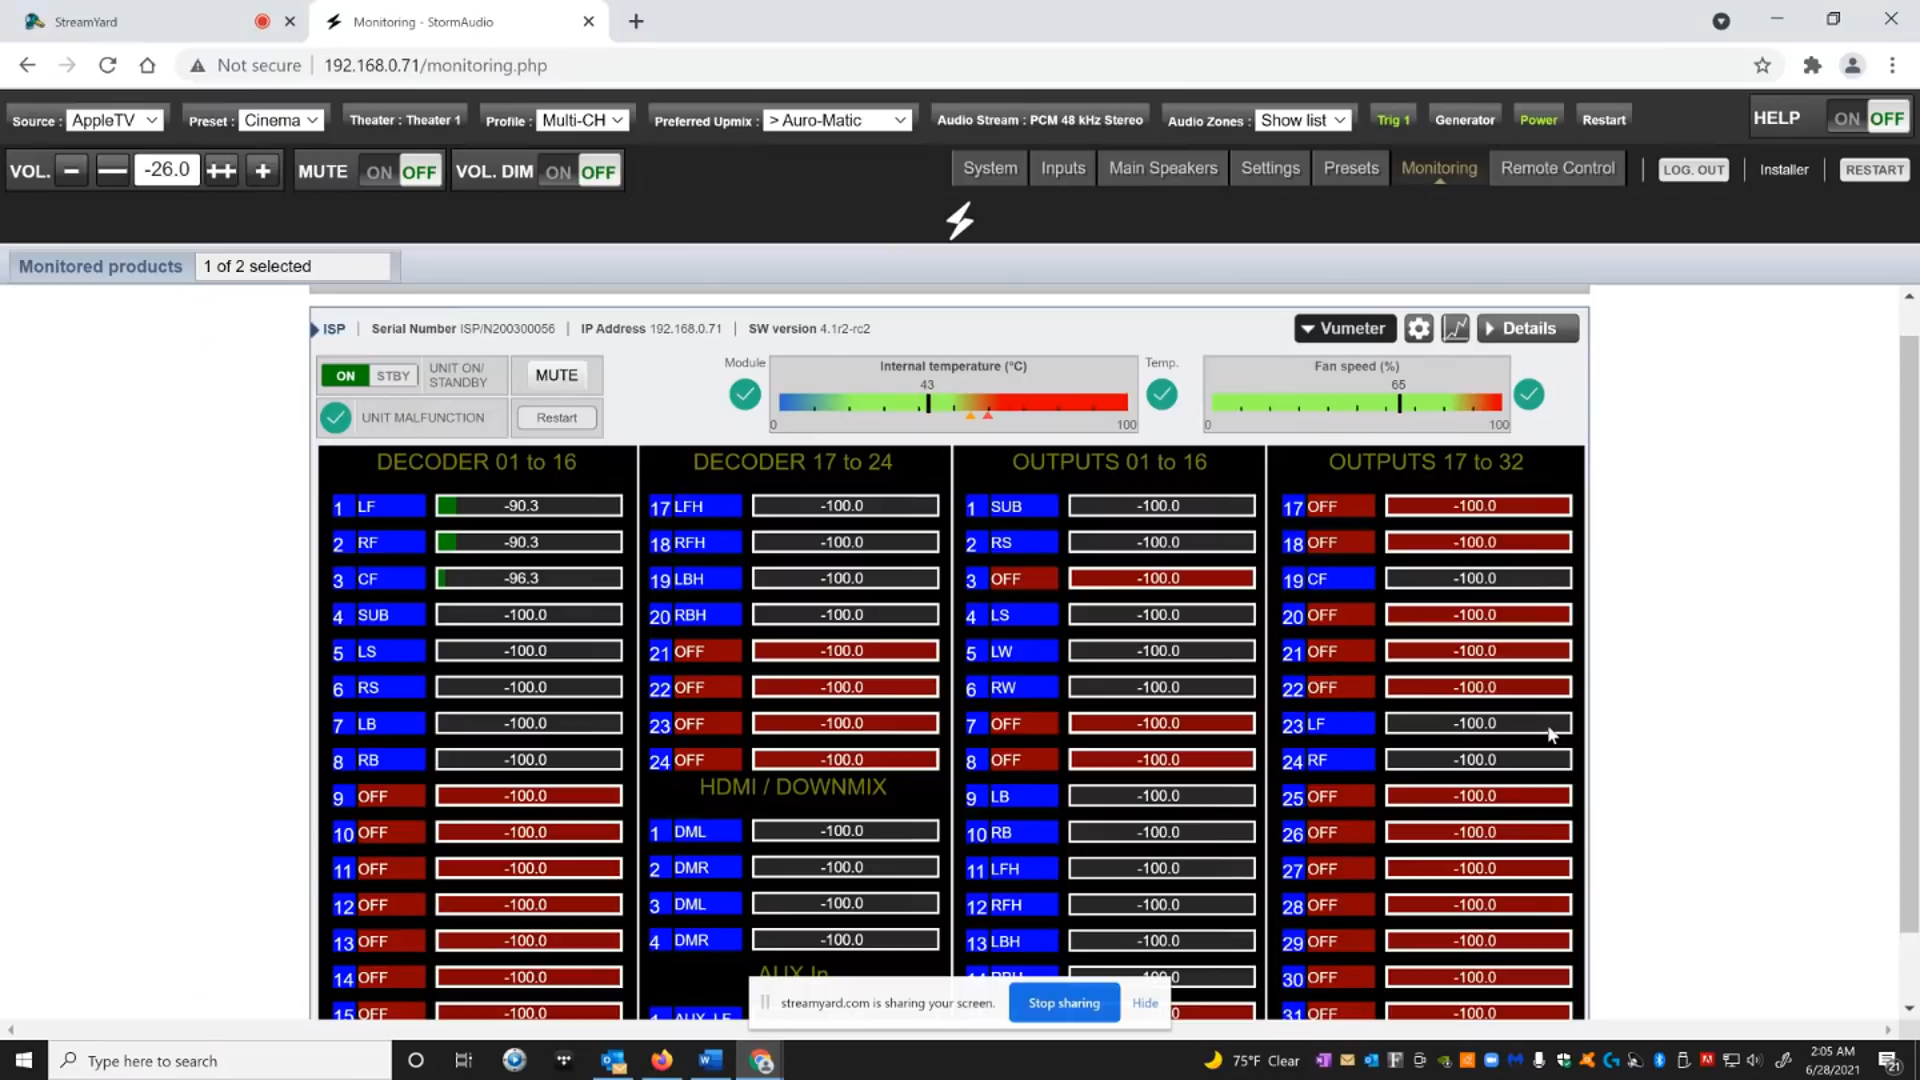 StreamYard
Monitoring - StormAudio
Not secure
192.168.0.71/monitoring.php
Source : AppleTV
Preset : Cinema
Theater : Theater 1
Profile : Multi-CH
Preferred Upmix : > Auro-Matic
Audio Stream : PCM 48 kHz Stereo
Audio Zones : Show list
Trig 1
Generator
Power
Restart
HELP ON OFF
VOL. -26.0
MUTE ON OFF
VOL. DIM ON OFF
System
Inputs
Main Speakers
Settings
Presets
Monitoring
Remote Control
LOG. OUT
Installer
RESTART
Monitored products 1 of 2 selected
ISP
Serial Number ISP/N200300056
IP Address 192.168.0.71
SW version 4.1r2-rc2
Vumeter
Details
ON STBY
UNIT ON/
STANDBY
MUTE
UNIT MALFUNCTION
Restart
Module
Internal temperature (°C)
43
0 100
Temp.
Fan speed (%)
65
0 100
DECODER 01 to 16
1 LF -90.3
2 RF -90.3
3 CF -96.3
4 SUB -100.0
5 LS -100.0
6 RS -100.0
7 LB -100.0
8 RB -100.0
9 OFF -100.0
10 OFF -100.0
11 OFF -100.0
12 OFF -100.0
13 OFF -100.0
14 OFF -100.0
15 OFF -100.0
DECODER 17 to 24
17 LFH -100.0
18 RFH -100.0
19 LBH -100.0
20 RBH -100.0
21 OFF -100.0
22 OFF -100.0
23 OFF -100.0
24 OFF -100.0
HDMI / DOWNMIX
1 DML -100.0
2 DMR -100.0
3 DML -100.0
4 DMR -100.0
AUX In
OUTPUTS 01 to 16
1 SUB -100.0
2 RS -100.0
3 OFF -100.0
4 LS -100.0
5 LW -100.0
6 RW -100.0
7 OFF -100.0
8 OFF -100.0
9 LB -100.0
10 RB -100.0
11 LFH -100.0
12 RFH -100.0
13 LBH -100.0
OUTPUTS 17 to 32
17 OFF -100.0
18 OFF -100.0
19 CF -100.0
20 OFF -100.0
21 OFF -100.0
22 OFF -100.0
23 LF -100.0
24 RF -100.0
25 OFF -100.0
26 OFF -100.0
27 OFF -100.0
28 OFF -100.0
29 OFF -100.0
30 OFF -100.0
31 OFF -100.0
streamyard.com is sharing your screen.
Stop sharing
Hide
Type here to search
75°F Clear
2:05 AM
6/28/2021
21